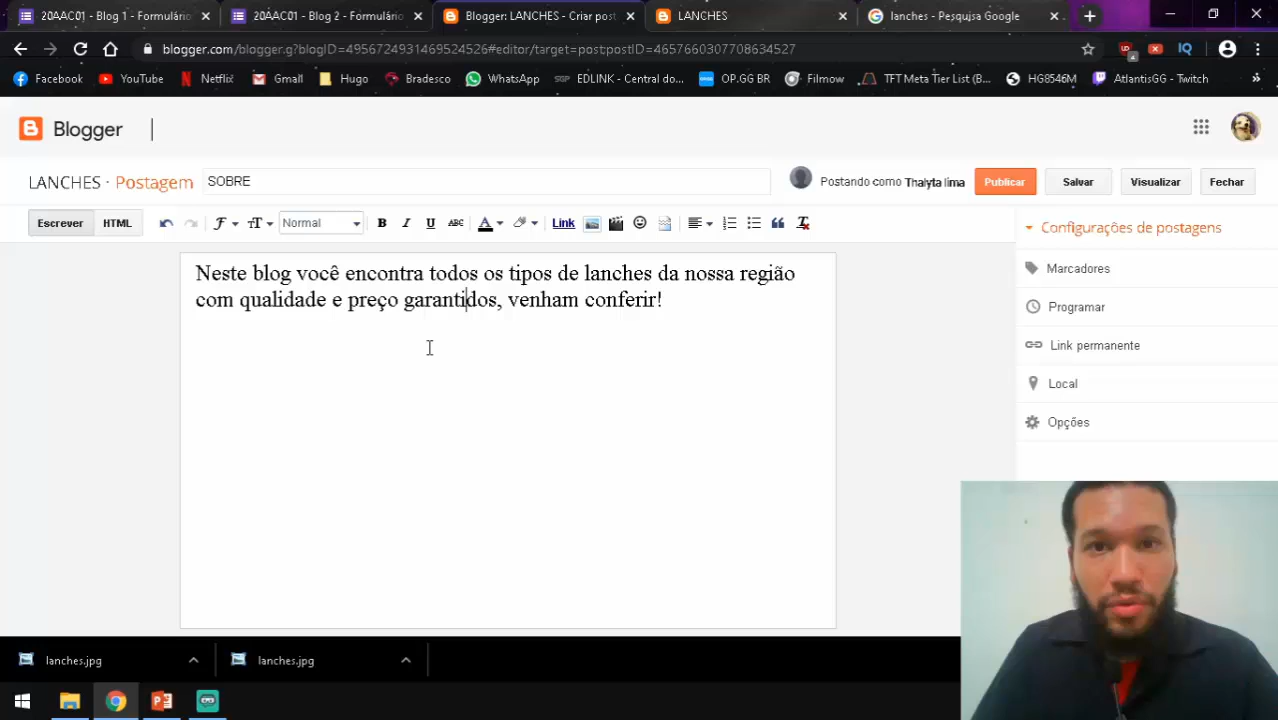 20AAC01 - Blog 1 - Formulário
20AAC01 - Blog 2 - Formulário
Blogger: LANCHES - Criar post
LANCHES
lanches - Pesquisa Google
blogger.com/blogger.g?blogID=4956724931469524526#editor/target=postpostID=4657660307708634527
Facebook
YouTube
Netflix
Gmail
Hugo
Bradesco
WhatsApp
EDLINK - Central do...
OP.GG BR
Filmow
TFT Meta Tier List (B...
HG8546M
AtlantisGG - Twitch
Blogger
LANCHES · Postagem
SOBRE
Postando como Thalyta lima
Publicar
Salvar
Visualizar
Fechar
Escrever
HTML
Normal
Link
ABC
Configurações de postagens
Neste blog você encontra todos os tipos de lanches da nossa região
com qualidade e preço garantidos, venham conferir!
Marcadores
Programar
Link permanente
Local
Opções
lanches.jpg
lanches.jpg